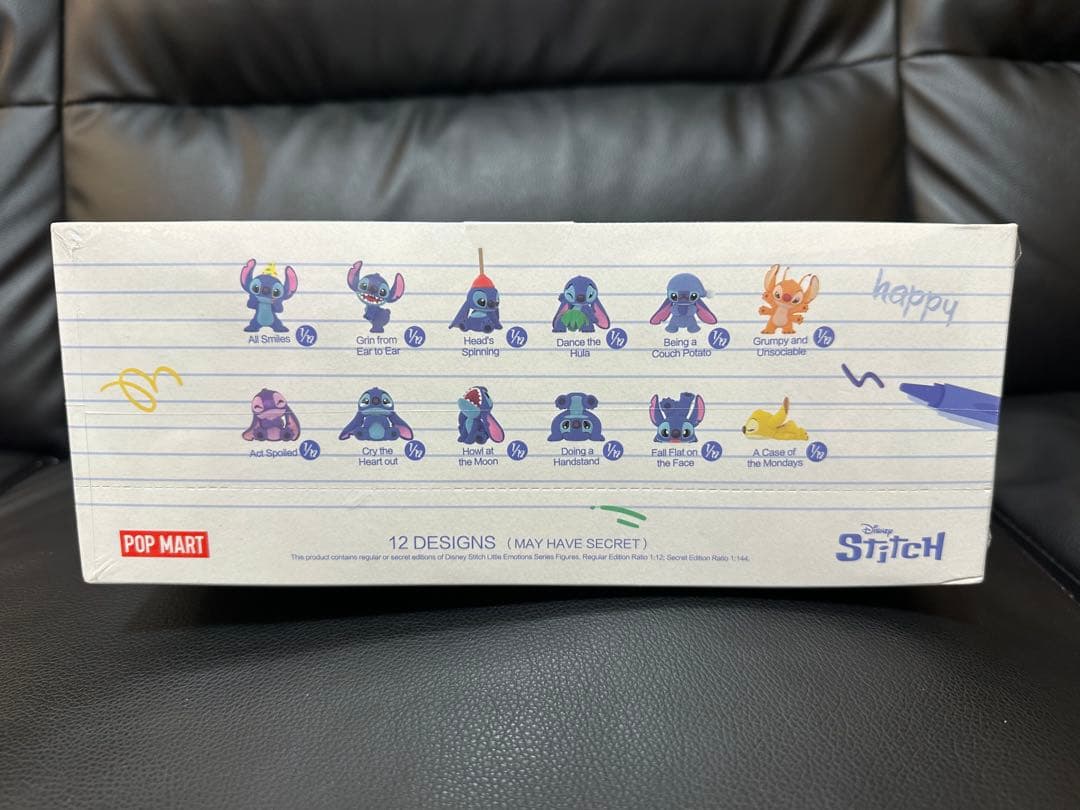 happy
All Smiles 1/12
Grin from Ear to Ear 1/12
Head's Spinning 1/12
Dance the Hula 1/12
Being a Couch Potato 1/12
Grumpy and Unsociable 1/12
Act Spoiled 1/12
Cry the Heart out 1/12
Howl at the Moon 1/12
Doing a Handstand 1/12
Fall Flat on the Face 1/12
A Case of the Mondays 1/12
POP MART
12 DESIGNS (MAY HAVE SECRET)
This product contains regular or secret editions of Disney Stitch Little Emotions Series Figures. Regular Edition Ratio 1:12; Secret Edition Ratio 1:144.
Disney
STiTCH